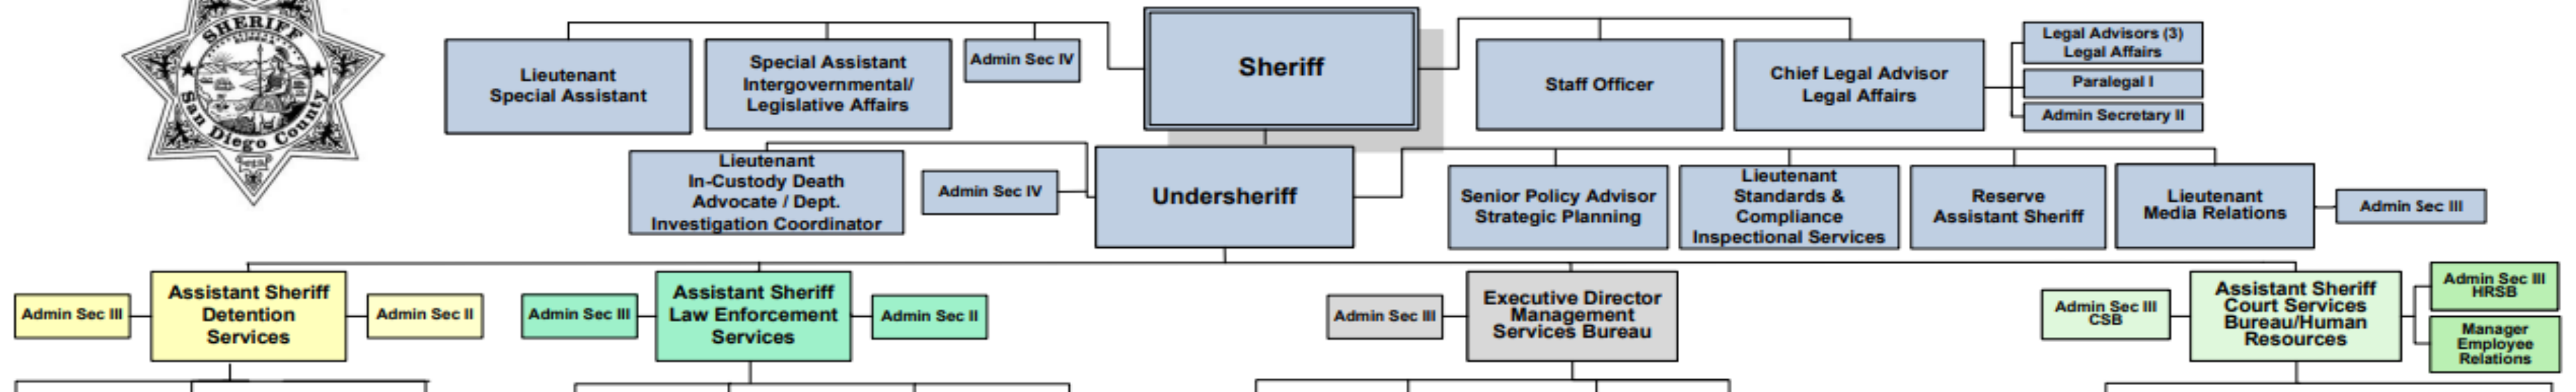 SHERIFF
San Diego County
Lieutenant
Special Assistant
Special Assistant
Intergovernmental/
Legislative Affairs
Admin Sec IV
Sheriff
Staff Officer
Chief Legal Advisor
Legal Affairs
Legal Advisors (3)
Legal Affairs
Paralegal I
Admin Secretary II
Lieutenant
In-Custody Death
Advocate / Dept.
Investigation Coordinator
Admin Sec IV
Undersheriff
Senior Policy Advisor
Strategic Planning
Lieutenant
Standards &
Compliance
Inspectional Services
Reserve
Assistant Sheriff
Lieutenant
Media Relations
Admin Sec III
Admin Sec III
Assistant Sheriff
Detention
Services
Admin Sec II
Admin Sec III
Assistant Sheriff
Law Enforcement
Services
Admin Sec II
Admin Sec III
Executive Director
Management
Services Bureau
Admin Sec III
CSB
Assistant Sheriff
Court Services
Bureau/Human
Resources
Admin Sec III
HRSB
Manager
Employee
Relations